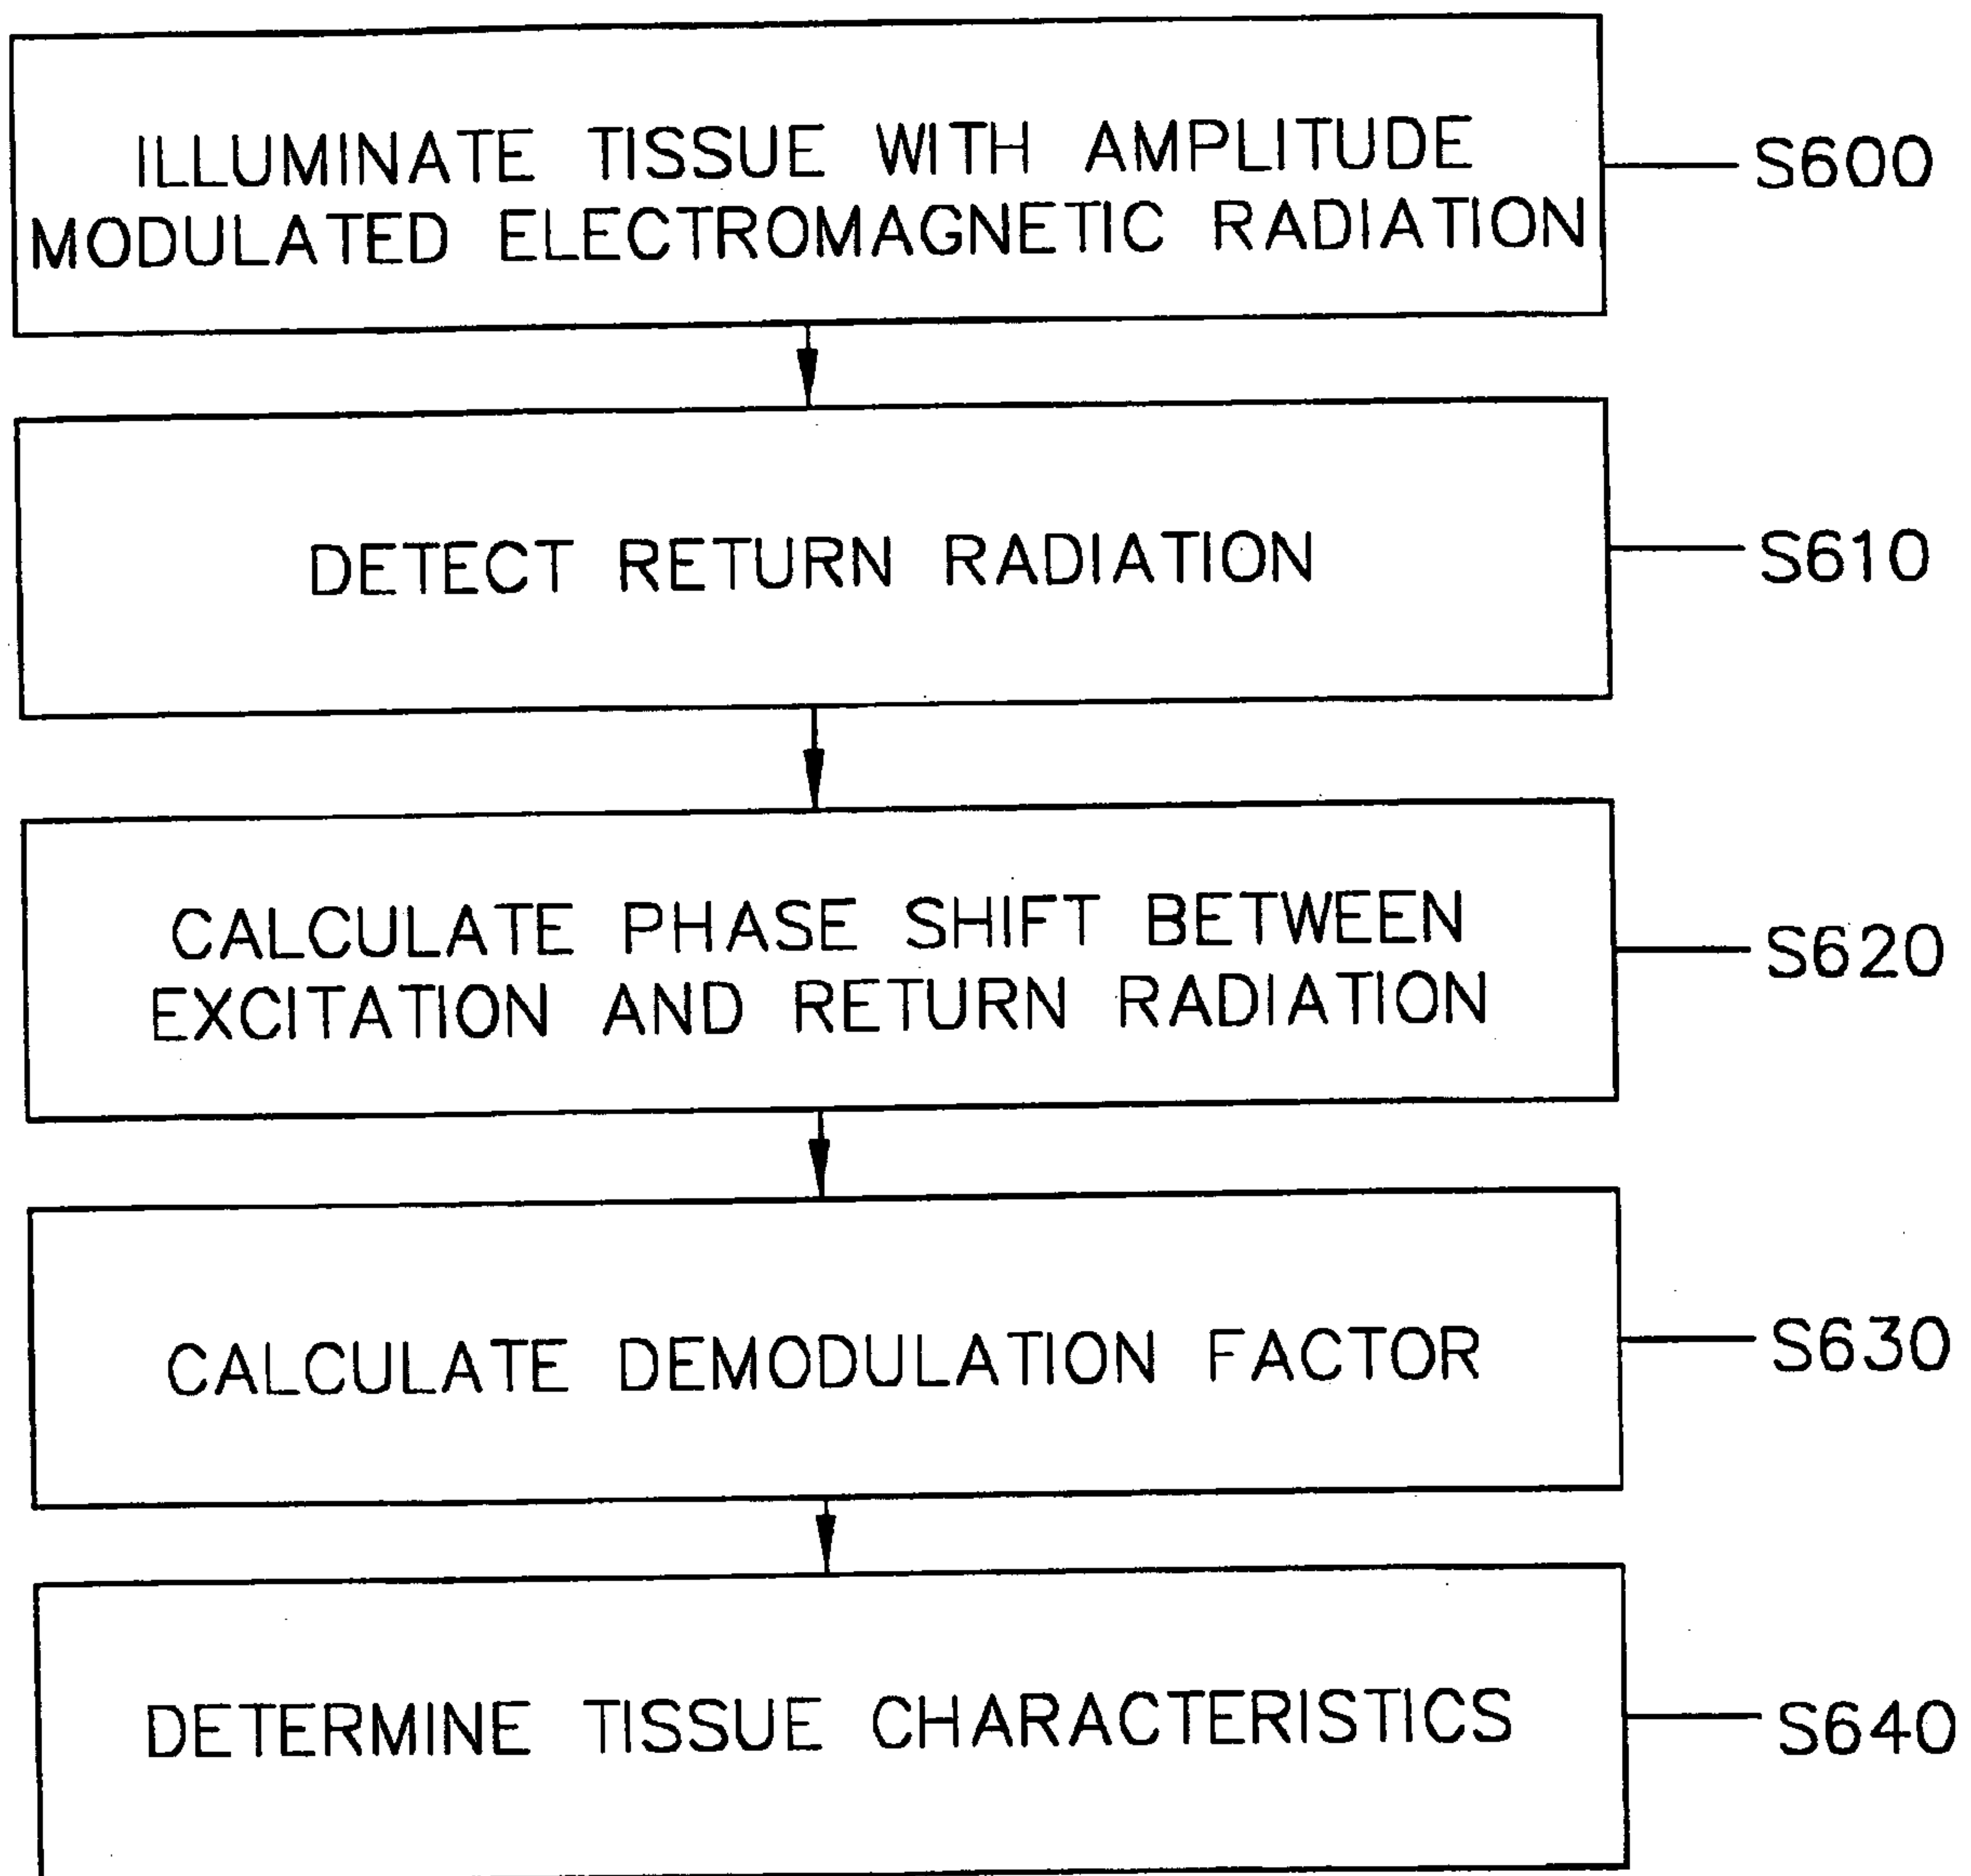 ILLUMINATE TISSUE WITH AMPLITUDE
MODULATED ELECTROMAGNETIC RADIATION
S600
DETECT RETURN RADIATION
S610
CALCULATE PHASE SHIFT BETWEEN
EXCITATION AND RETURN RADIATION
S620
CALCULATE DEMODULATION FACTOR
S630
DETERMINE TISSUE CHARACTERISTICS
S640